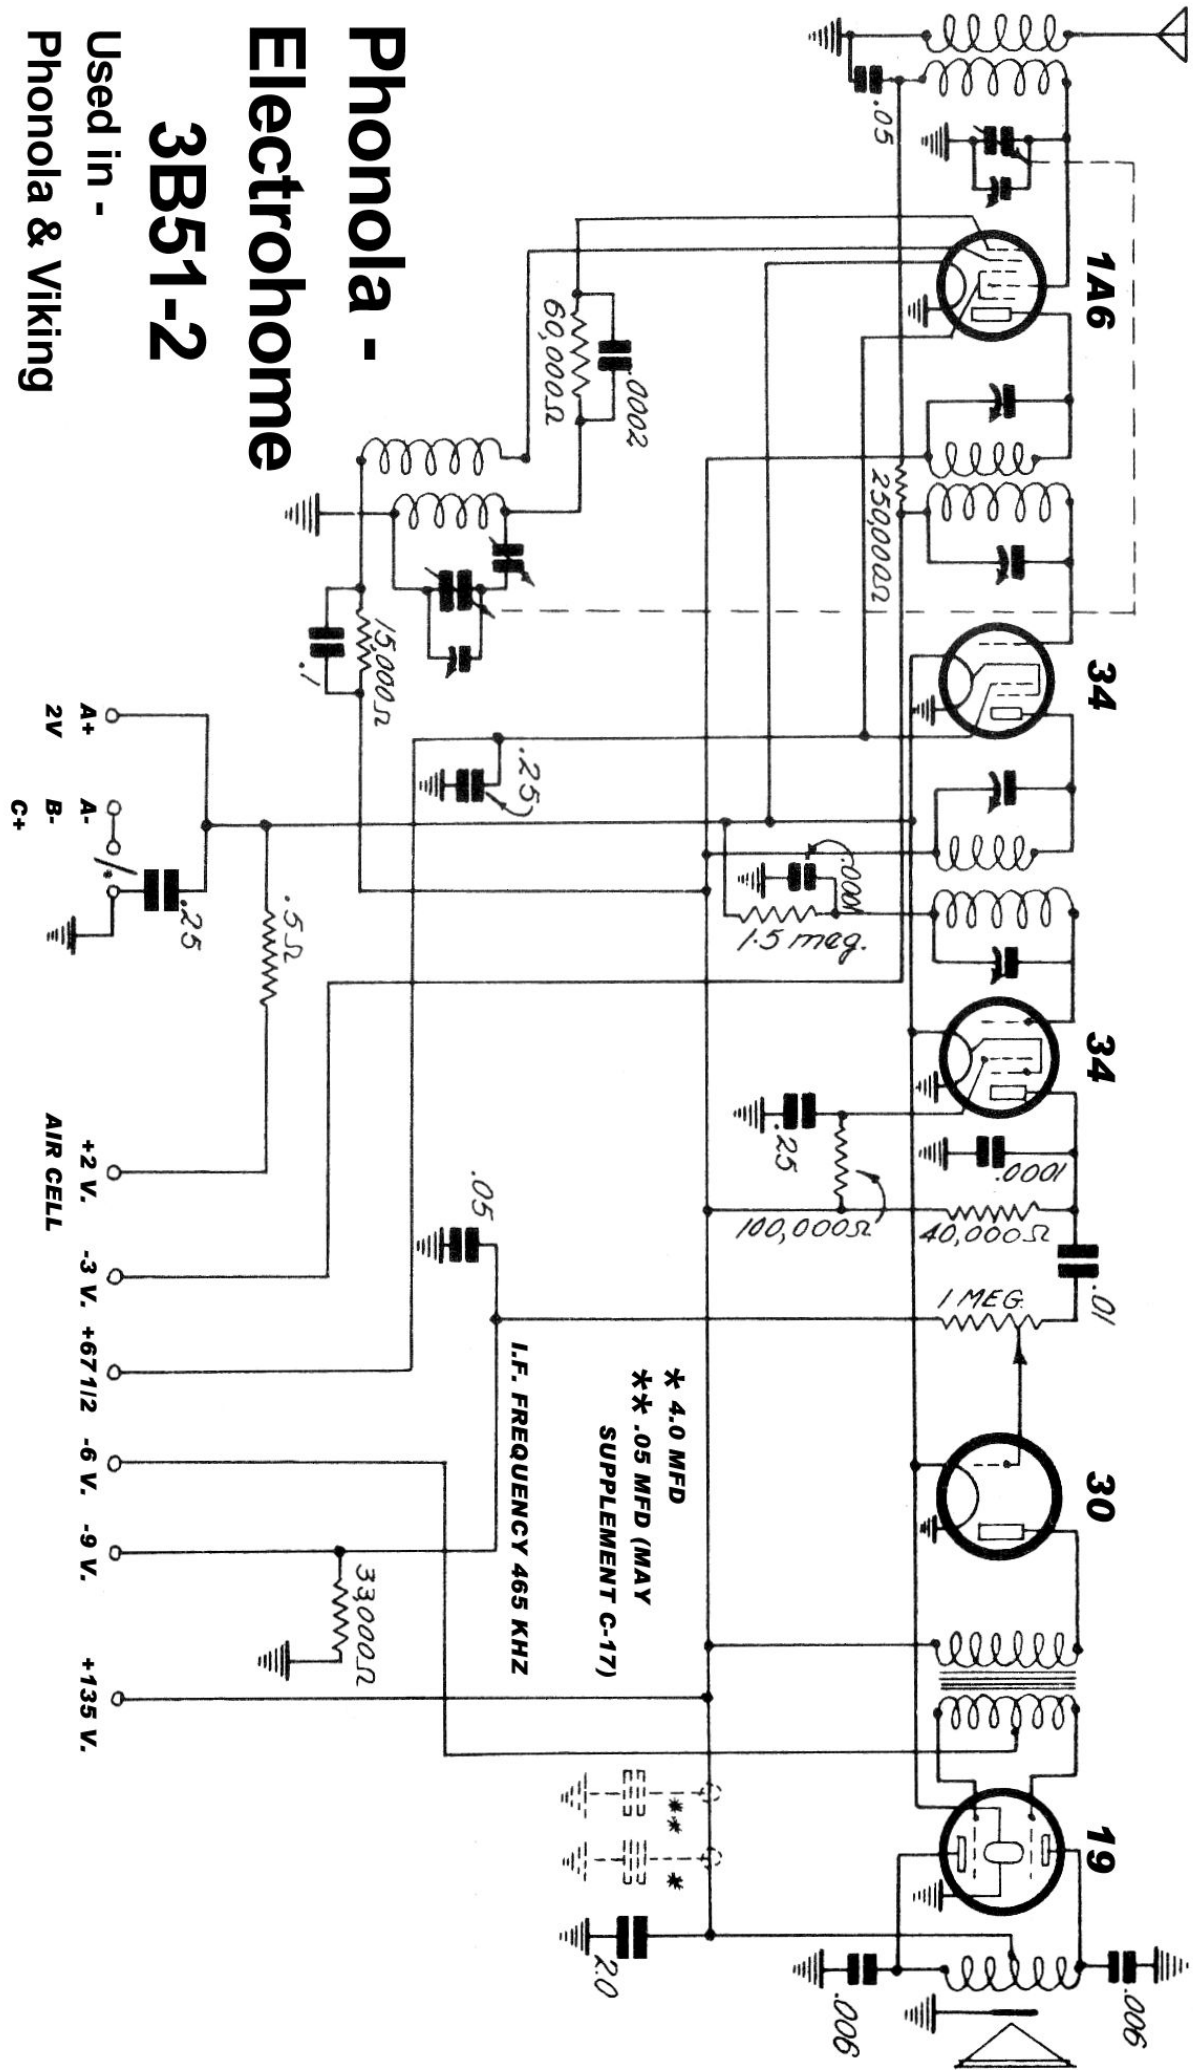 1A6
34
34
30
19
.05
250,000Ω
.0002
60,000Ω
15,000Ω
.1
.25
.0001
1.5 meg.
.25
.0001
100,000Ω
40,000Ω
.01
1 MEG.
.05
* 4.0 MFD
** .05 MFD (MAY
SUPPLEMENT C-17)
I.F. FREQUENCY 465 KHZ
33,000Ω
**
*
2.0
.006
.006
Phonola -
Electrohome
3B51-2
Used in -
Phonola & Viking
.5Ω
.25
A+
2V
A-
B-
C+
+2 V.
AIR CELL
-3 V.
+67 1/2
-6 V.
-9 V.
+135 V.